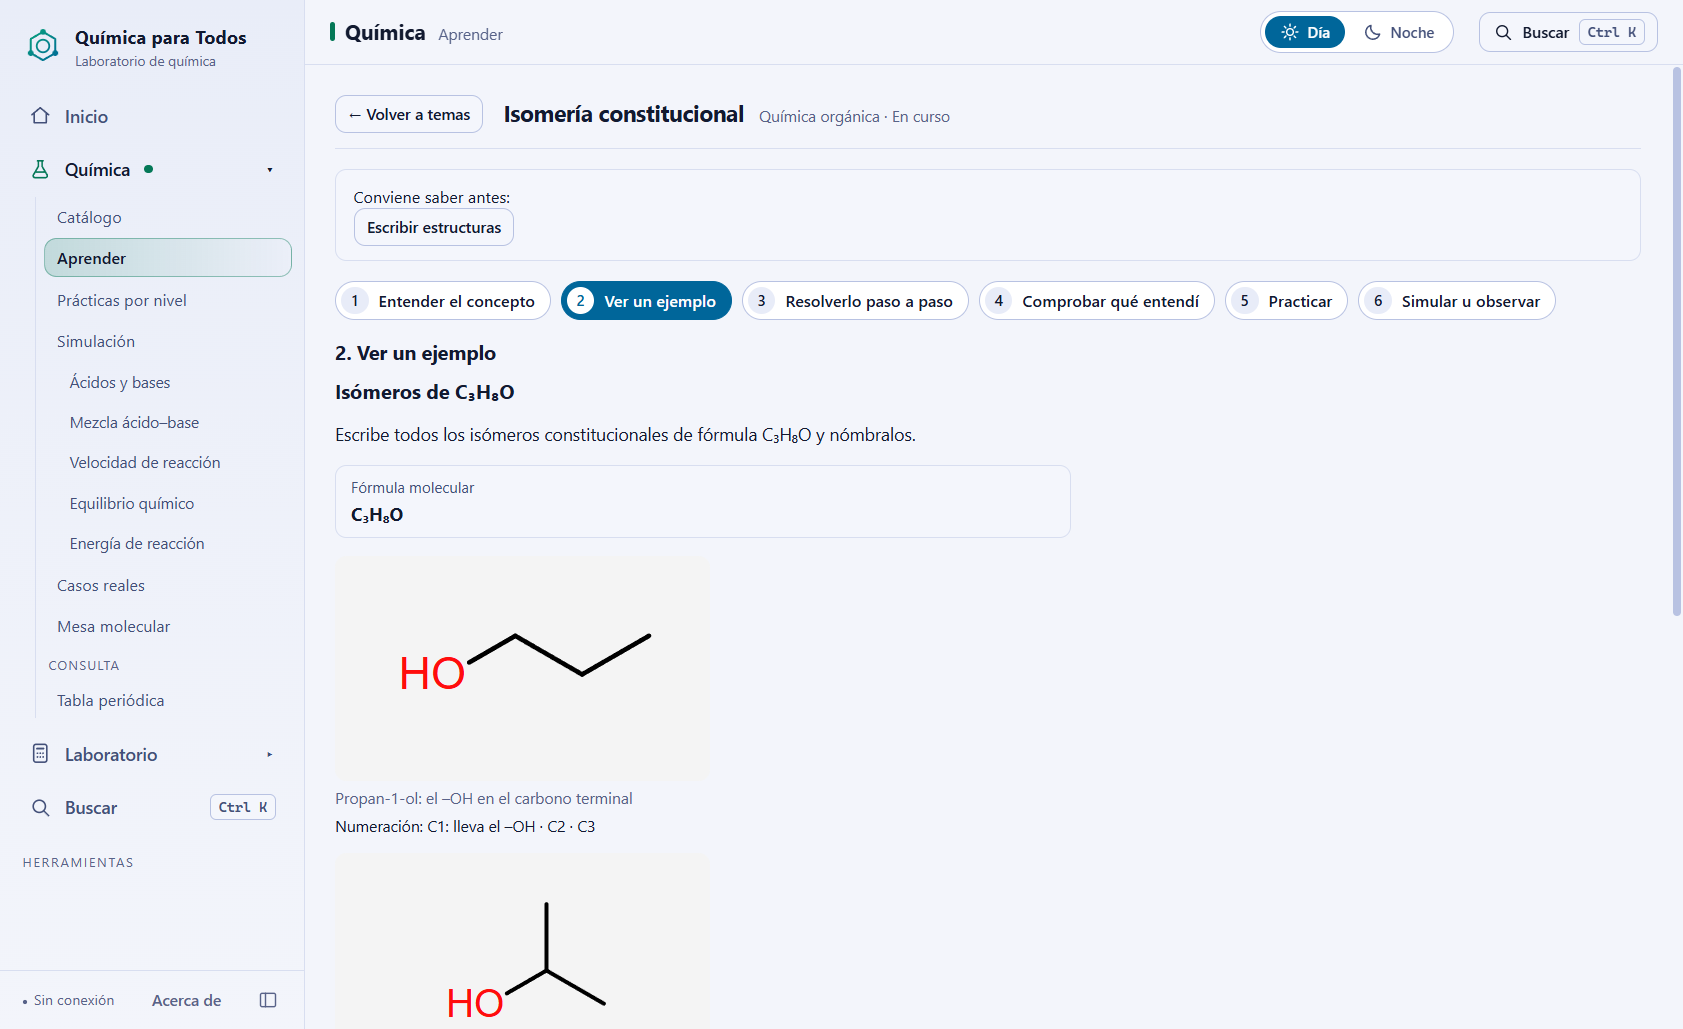 Química para Todos
Laboratorio de química
Inicio
Química
Catálogo
Aprender
Prácticas por nivel
Simulación
Ácidos y bases
Mezcla ácido–base
Velocidad de reacción
Equilibrio químico
Energía de reacción
Casos reales
Mesa molecular
CONSULTA
Tabla periódica
Laboratorio
Buscar Ctrl K
HERRAMIENTAS
Sin conexión Acerca de
Química Aprender
Día Noche Buscar Ctrl K
← Volver a temas Isomería constitucional Química orgánica · En curso
Conviene saber antes:
Escribir estructuras
1 Entender el concepto 2 Ver un ejemplo 3 Resolverlo paso a paso 4 Comprobar qué entendí 5 Practicar 6 Simular u observar
2. Ver un ejemplo
Isómeros de C₃H₈O
Escribe todos los isómeros constitucionales de fórmula C₃H₈O y nómbralos.
Fórmula molecular
C₃H₈O
HO
Propan-1-ol: el –OH en el carbono terminal
Numeración: C1: lleva el –OH · C2 · C3
HO